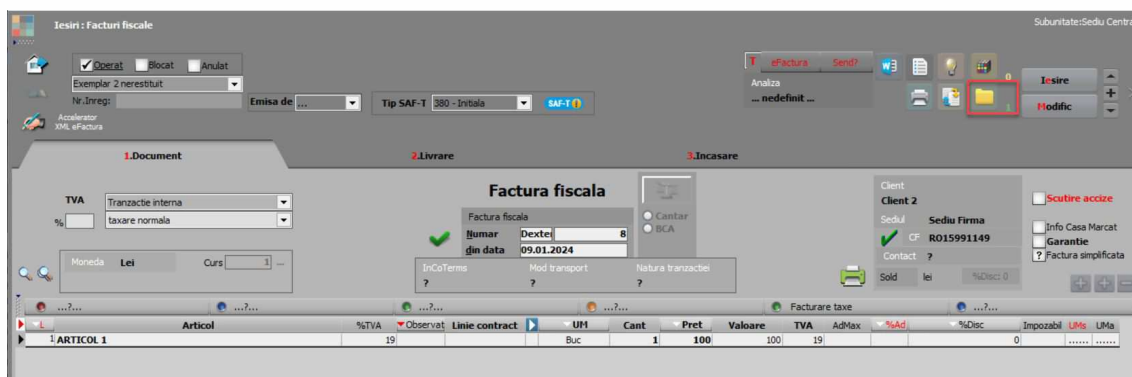 Iesiri : Facturi fiscale
Subunitate:Sediu Centra
Operat Blocat Anulat
Exemplar 2 nerestituit
Nr.Inreg: Emisa de ...
Tip SAF-T 380 - Initiala SAF-T
Accelerator
XML eFactura
T eFactura Send?
Analiza
... nedefinit ...
0
1
Iesire
Modific
1.Document 2.Livrare 3.Incasare
TVA Tranzactie interna
% taxare normala
Moneda Lei Curs 1 ...
Factura fiscala
Factura fiscala
Numar Dexter 8
din data 09.01.2024
Cantar
BCA
InCoTerms Mod transport Natura tranzactiei
? ? ?
Client
Client 2
Sediul Sediu Firma
CF RO15991149
Contact ?
Sold lei %Disc: 0
Scutire accize
Info Casa Marcat
Garantie
? Factura simplificata
...?... ...?... ...?... ...?... Facturare taxe ...?...
L Articol %TVA Observat Linie contract UM Cant Pret Valoare TVA AdMax %Ad %Disc Impozabil UMs UMa
1 ARTICOL 1 19 Buc 1 100 100 19 0 ...... ......